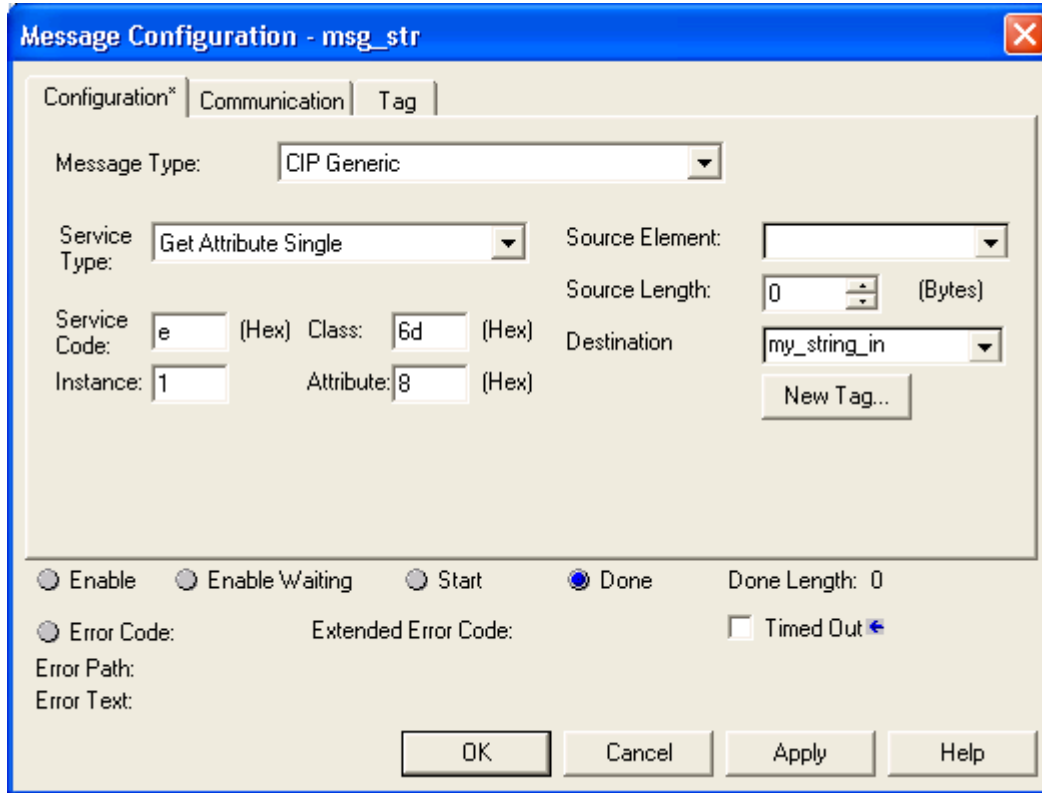 Message Configuration - msg_str
Configuration* Communication Tag
Message Type: CIP Generic
Service Type: Get Attribute Single
Source Element:
Source Length: 0 (Bytes)
Service Code: e (Hex) Class: 6d (Hex)
Destination my_string_in
Instance: 1 Attribute: 8 (Hex)
New Tag...
Enable Enable Waiting Start Done Done Length: 0
Error Code: Extended Error Code: Timed Out
Error Path:
Error Text:
OK Cancel Apply Help